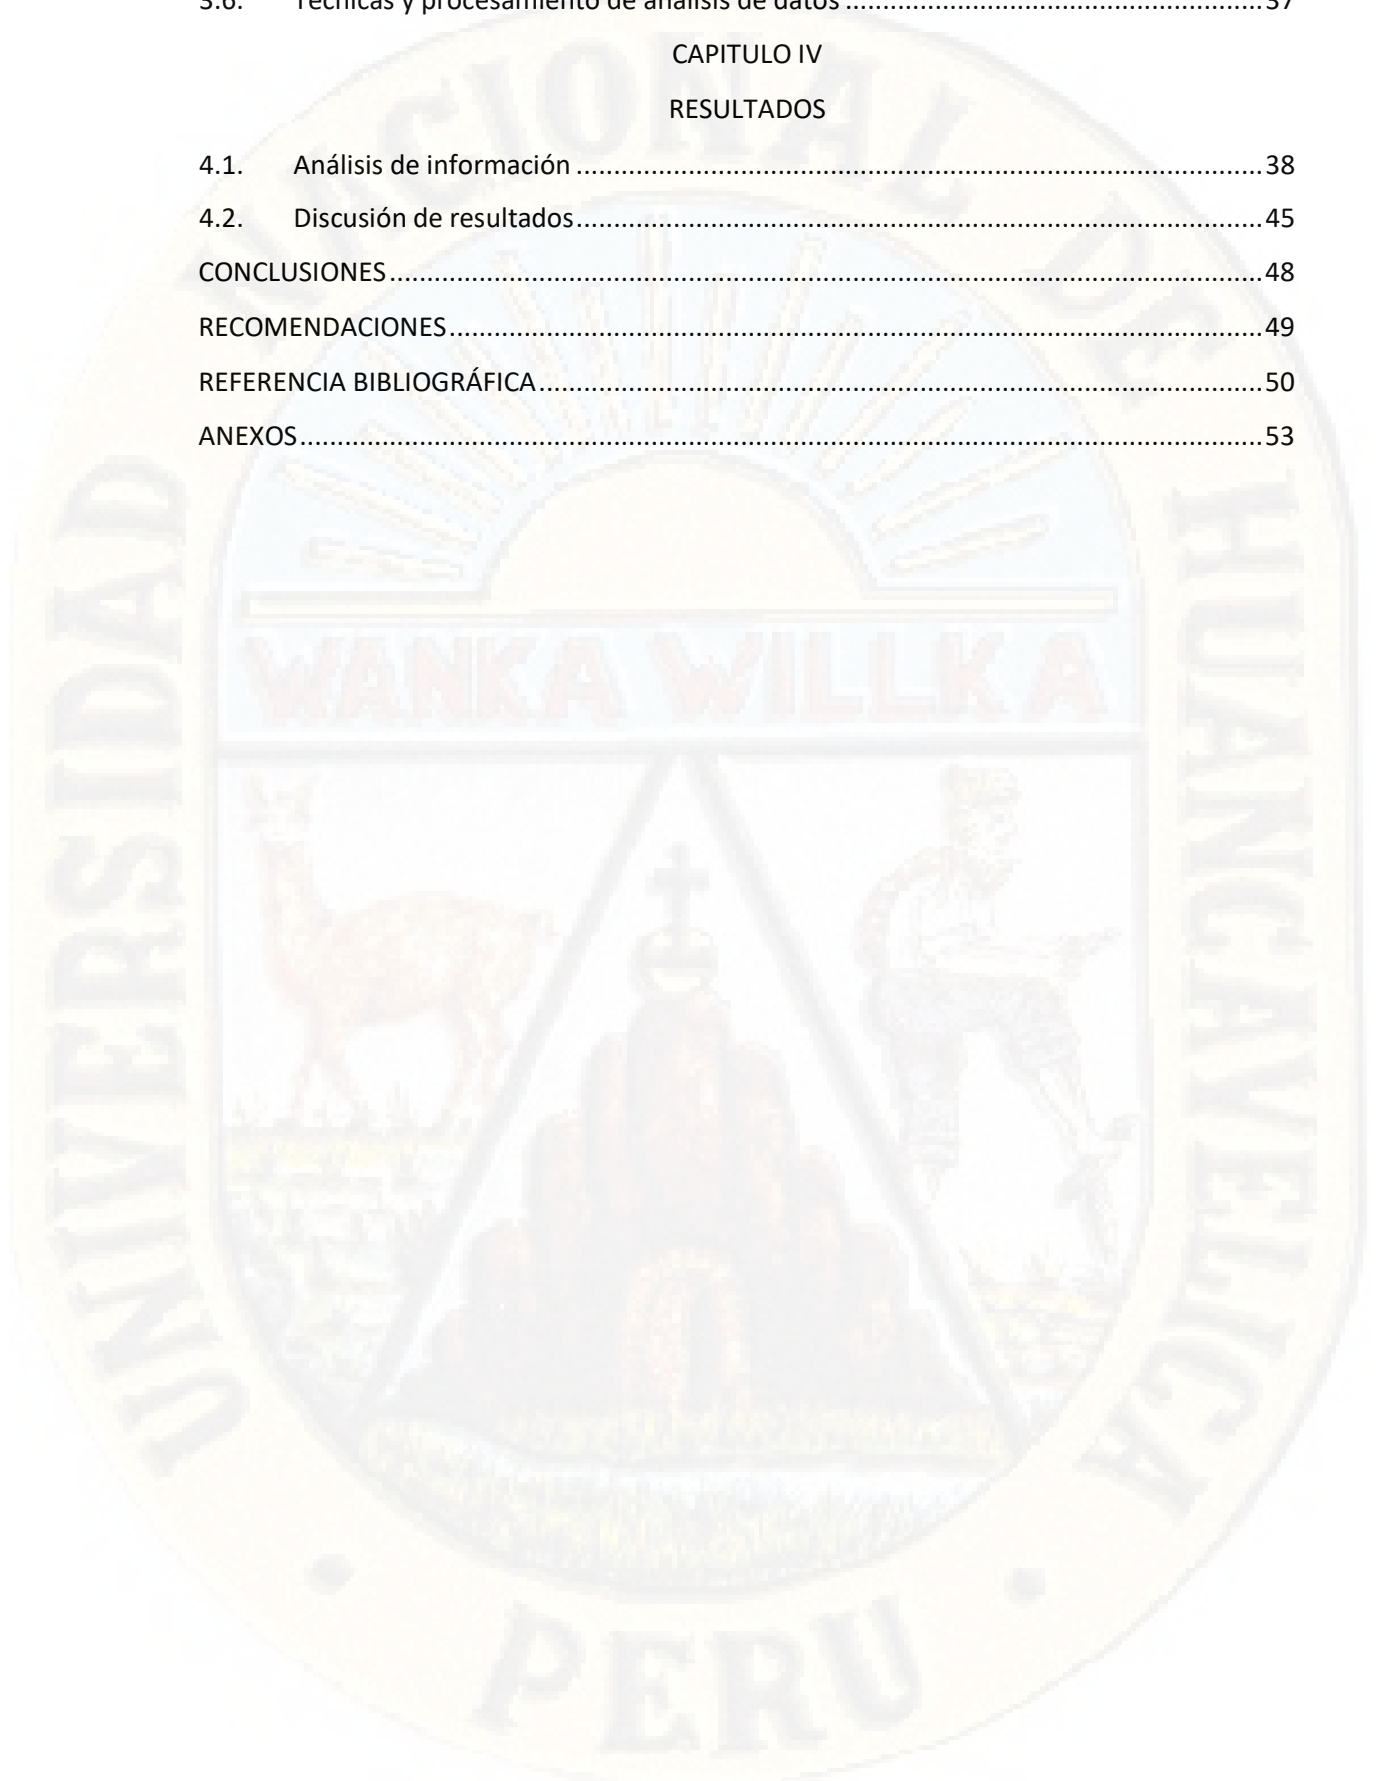 3.6. Técnicas y procesamiento de análisis de datos ........ 37
CAPITULO IV
RESULTADOS
4.1. Análisis de información ........ 38
4.2. Discusión de resultados ........ 45
CONCLUSIONES ........ 48
RECOMENDACIONES ........ 49
REFERENCIA BIBLIOGRÁFICA ........ 50
ANEXOS ........ 53
UNIVERSIDAD NACIONAL DE HUANCAVELICA
WANKA WILLKA
PERU